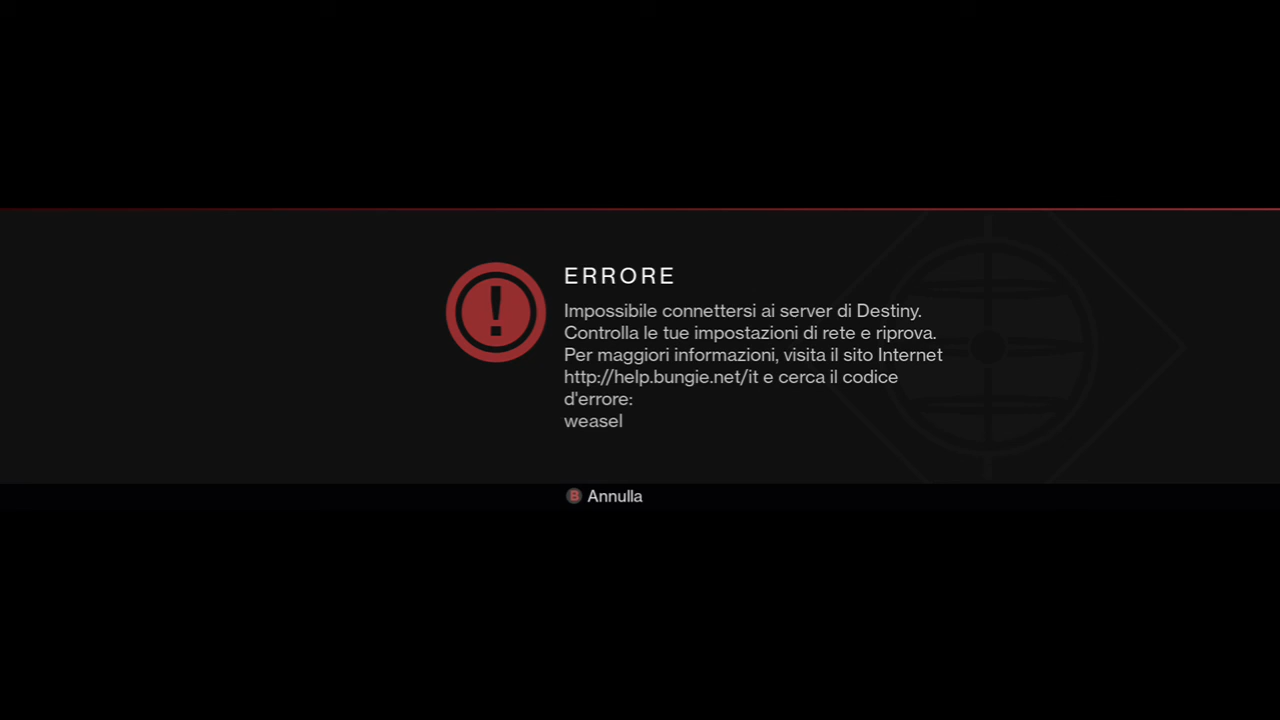 ERRORE
Impossibile connettersi ai server di Destiny.
Controlla le tue impostazioni di rete e riprova.
Per maggiori informazioni, visita il sito Internet
http://help.bungie.net/it e cerca il codice
d'errore:
weasel
B Annulla